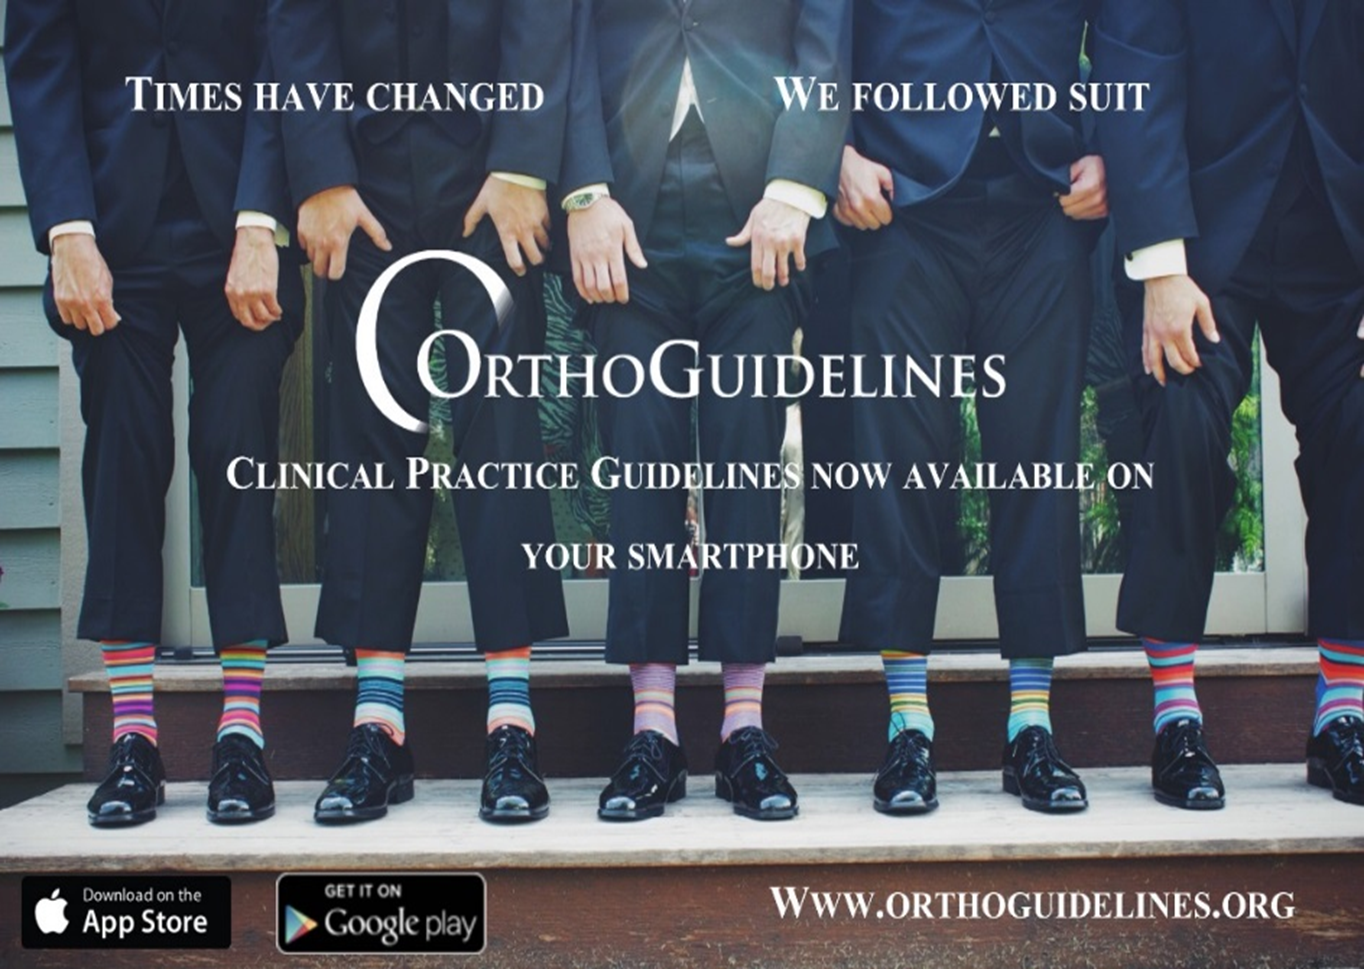 TIMES HAVE CHANGED
WE FOLLOWED SUIT
ORTHOGUIDELINES
CLINICAL PRACTICE GUIDELINES NOW AVAILABLE ON
YOUR SMARTPHONE
Download on the
App Store
GET IT ON
Google play
WWW.ORTHOGUIDELINES.ORG